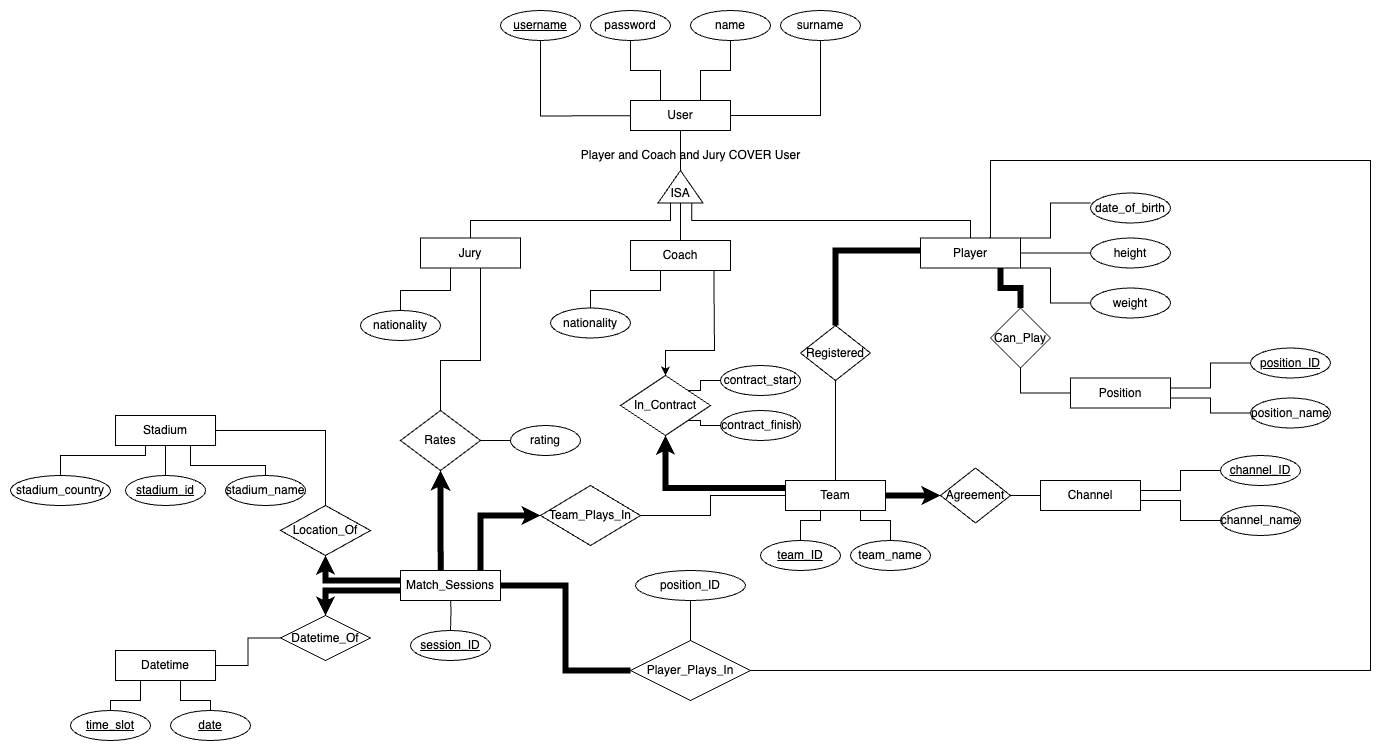 username
password
name
surname
User
Player and Coach and Jury COVER User
ISA
Jury
Coach
Player
date_of_birth
height
weight
nationality
nationality
Can_Play
Registered
position_ID
Position
position_name
contract_start
In_Contract
contract_finish
Stadium
Rates
rating
stadium_country
stadium_id
stadium_name
channel_ID
Team
Agreement
Channel
channel_name
Location_Of
Team_Plays_In
team_ID
team_name
Match_Sessions
position_ID
Datetime_Of
session_ID
Datetime
Player_Plays_In
time_slot
date